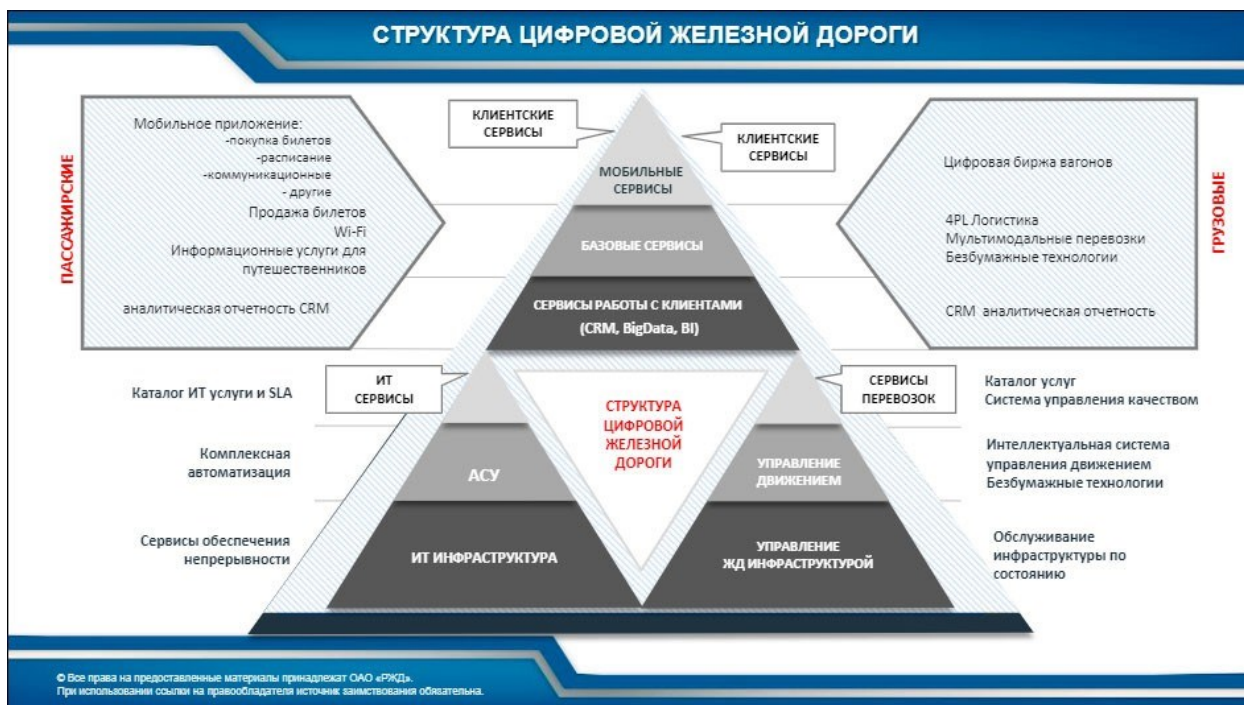 СТРУКТУРА ЦИФРОВОЙ ЖЕЛЕЗНОЙ ДОРОГИ
ПАССАЖИРСКИЕ
Мобильное приложение:
-покупка билетов
-расписание
-коммуникационные
- другие
Продажа билетов
Wi-Fi
Информационные услуги для
путешественников
аналитическая отчетность CRM
КЛИЕНТСКИЕ
СЕРВИСЫ
КЛИЕНТСКИЕ
СЕРВИСЫ
МОБИЛЬНЫЕ
СЕРВИСЫ
БАЗОВЫЕ СЕРВИСЫ
СЕРВИСЫ РАБОТЫ С КЛИЕНТАМИ
(CRM, BigData, BI)
Цифровая биржа вагонов
4PL Логистика
Мультимодальные перевозки
Безбумажные технологии
CRM аналитическая отчетность
ГРУЗОВЫЕ
Каталог ИТ услуги и SLA
Комплексная
автоматизация
Сервисы обеспечения
непрерывности
ИТ
СЕРВИСЫ
АСУ
ИТ ИНФРАСТРУКТУРА
СТРУКТУРА
ЦИФРОВОЙ
ЖЕЛЕЗНОЙ
ДОРОГИ
СЕРВИСЫ
ПЕРЕВОЗОК
УПРАВЛЕНИЕ
ДВИЖЕНИЕМ
УПРАВЛЕНИЕ
ЖД ИНФРАСТРУКТУРОЙ
Каталог услуг
Система управления качеством
Интеллектуальная система
управления движением
Безбумажные технологии
Обслуживание
инфраструктуры по
состоянию
© Все права на предоставленные материалы принадлежат ОАО «РЖД».
При использовании ссылки на правообладателя источник заимствования обязательна.